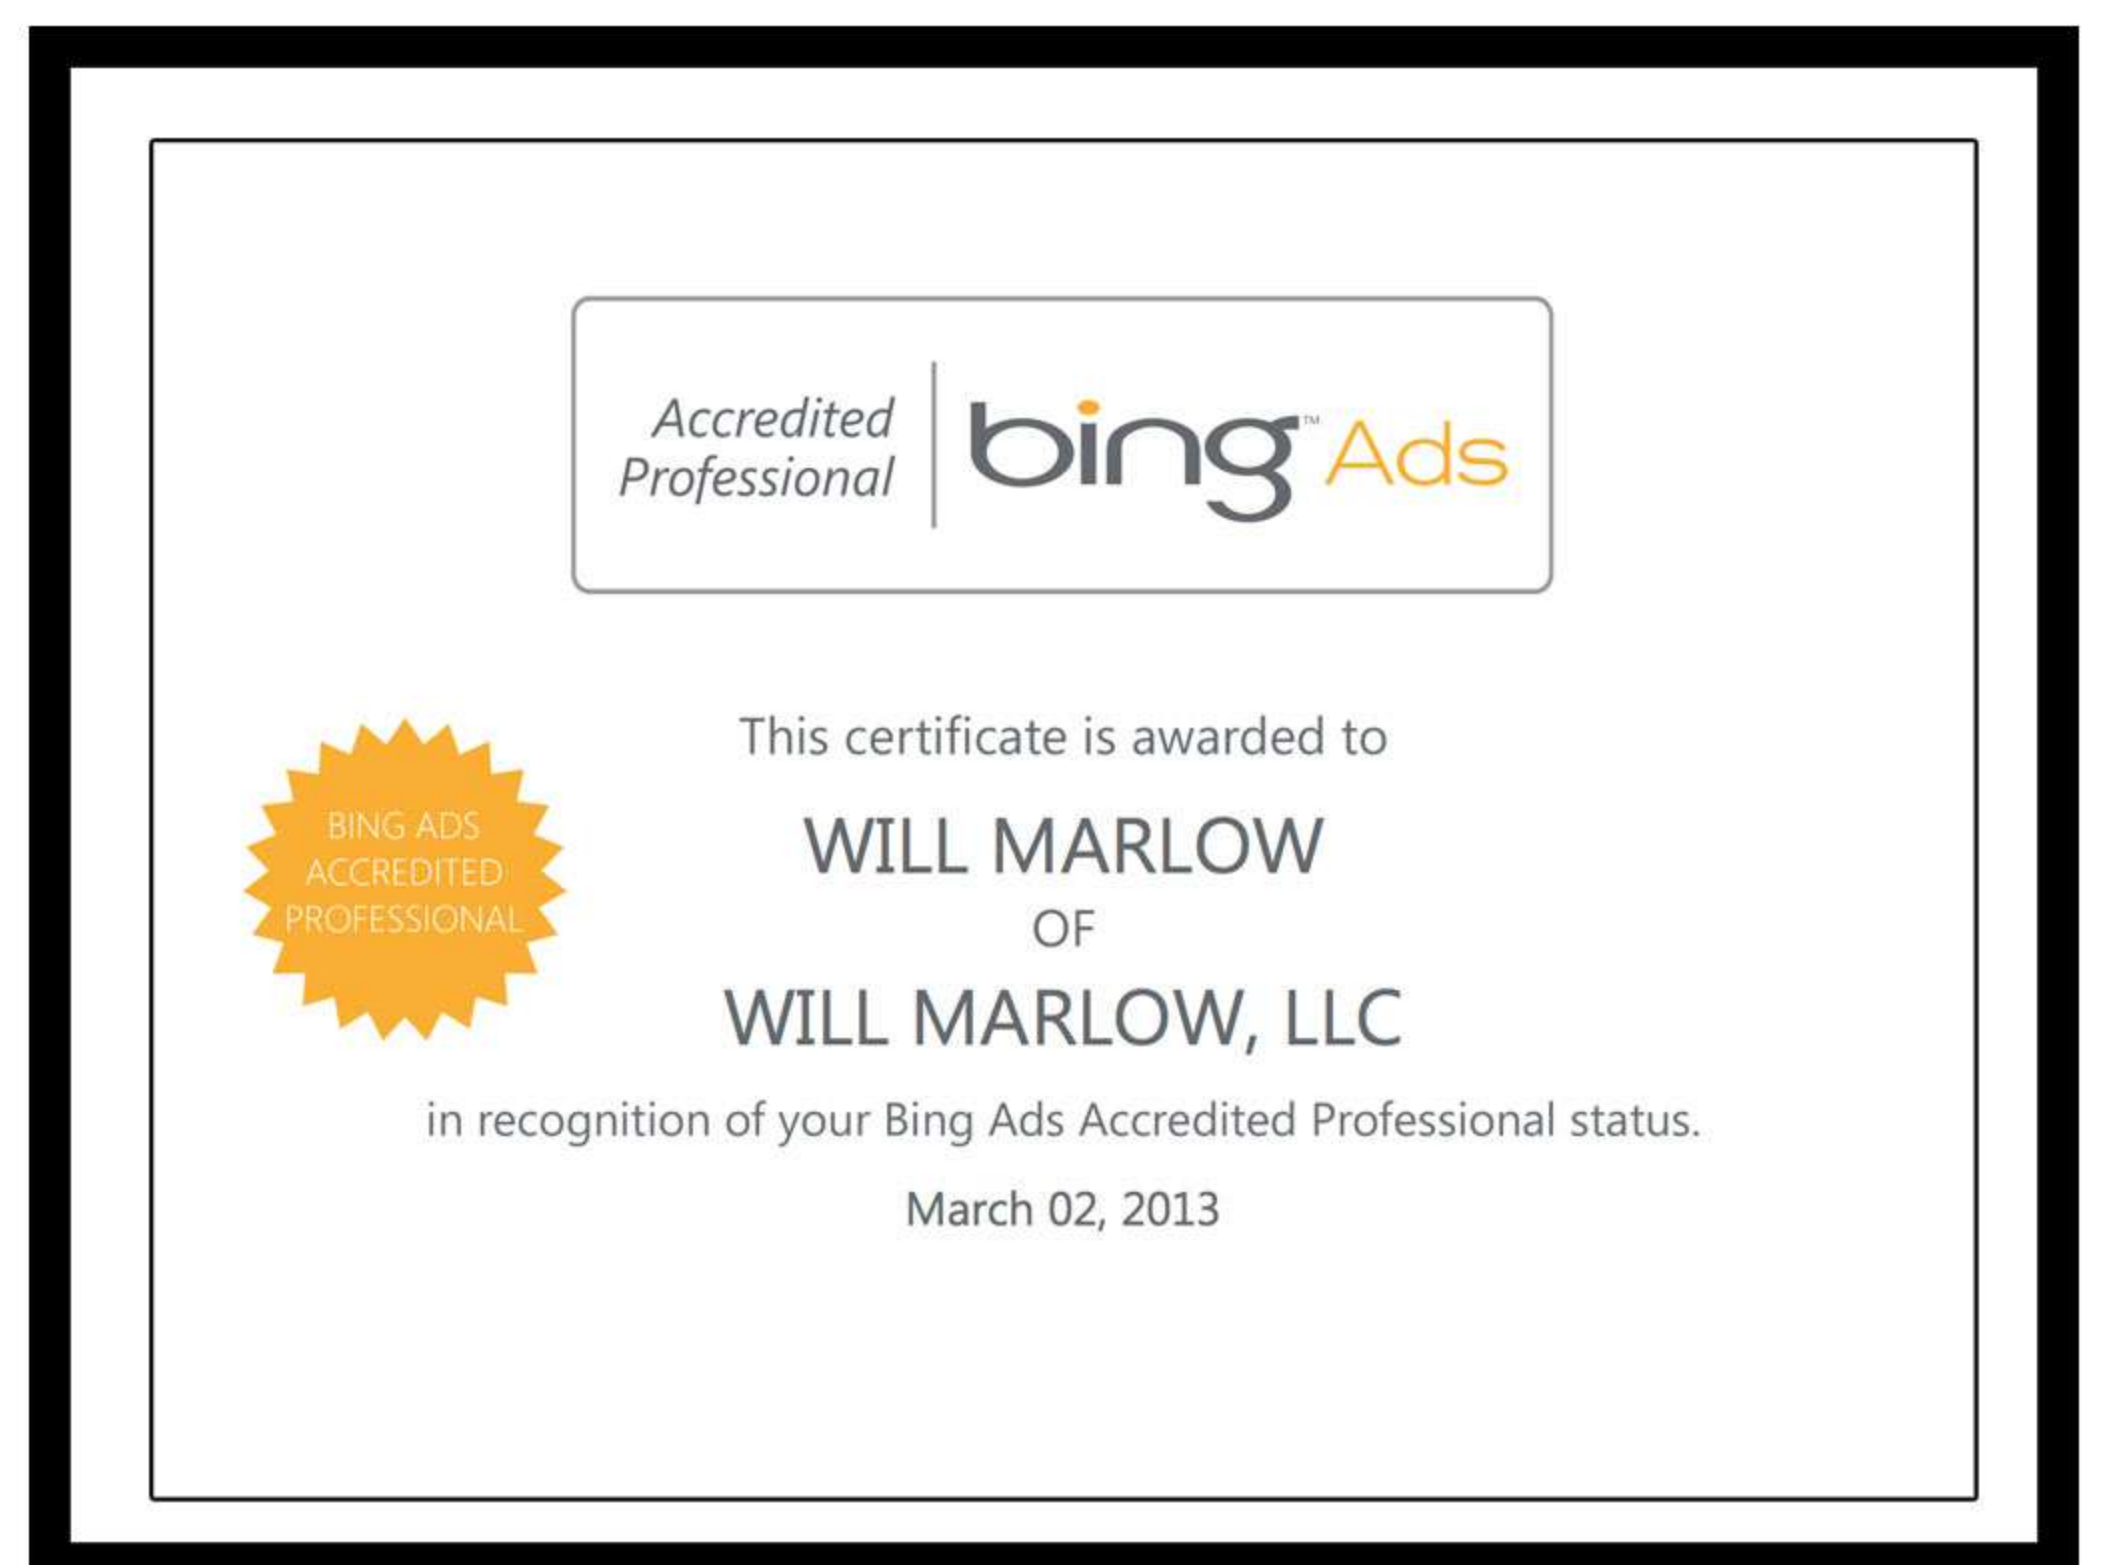 Accredited
Professional
bing™ Ads
This certificate is awarded to
BING ADS
ACCREDITED
PROFESSIONAL
WILL MARLOW
OF
WILL MARLOW, LLC
in recognition of your Bing Ads Accredited Professional status.
March 02, 2013